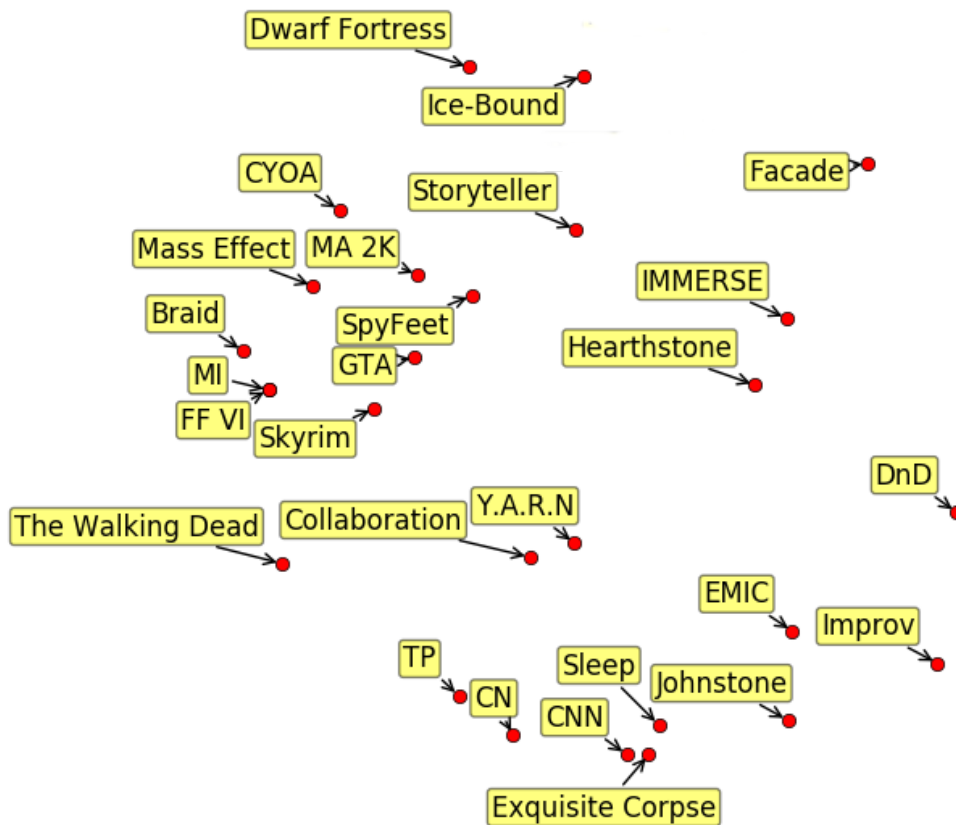 Dwarf Fortress
Ice-Bound
Facade
CYOA
Storyteller
Mass Effect
MA 2K
IMMERSE
Braid
SpyFeet
Hearthstone
GTA
MI
FF VI
Skyrim
DnD
Y.A.R.N
Collaboration
The Walking Dead
EMIC
Improv
TP
Sleep
Johnstone
CN
CNN
Exquisite Corpse